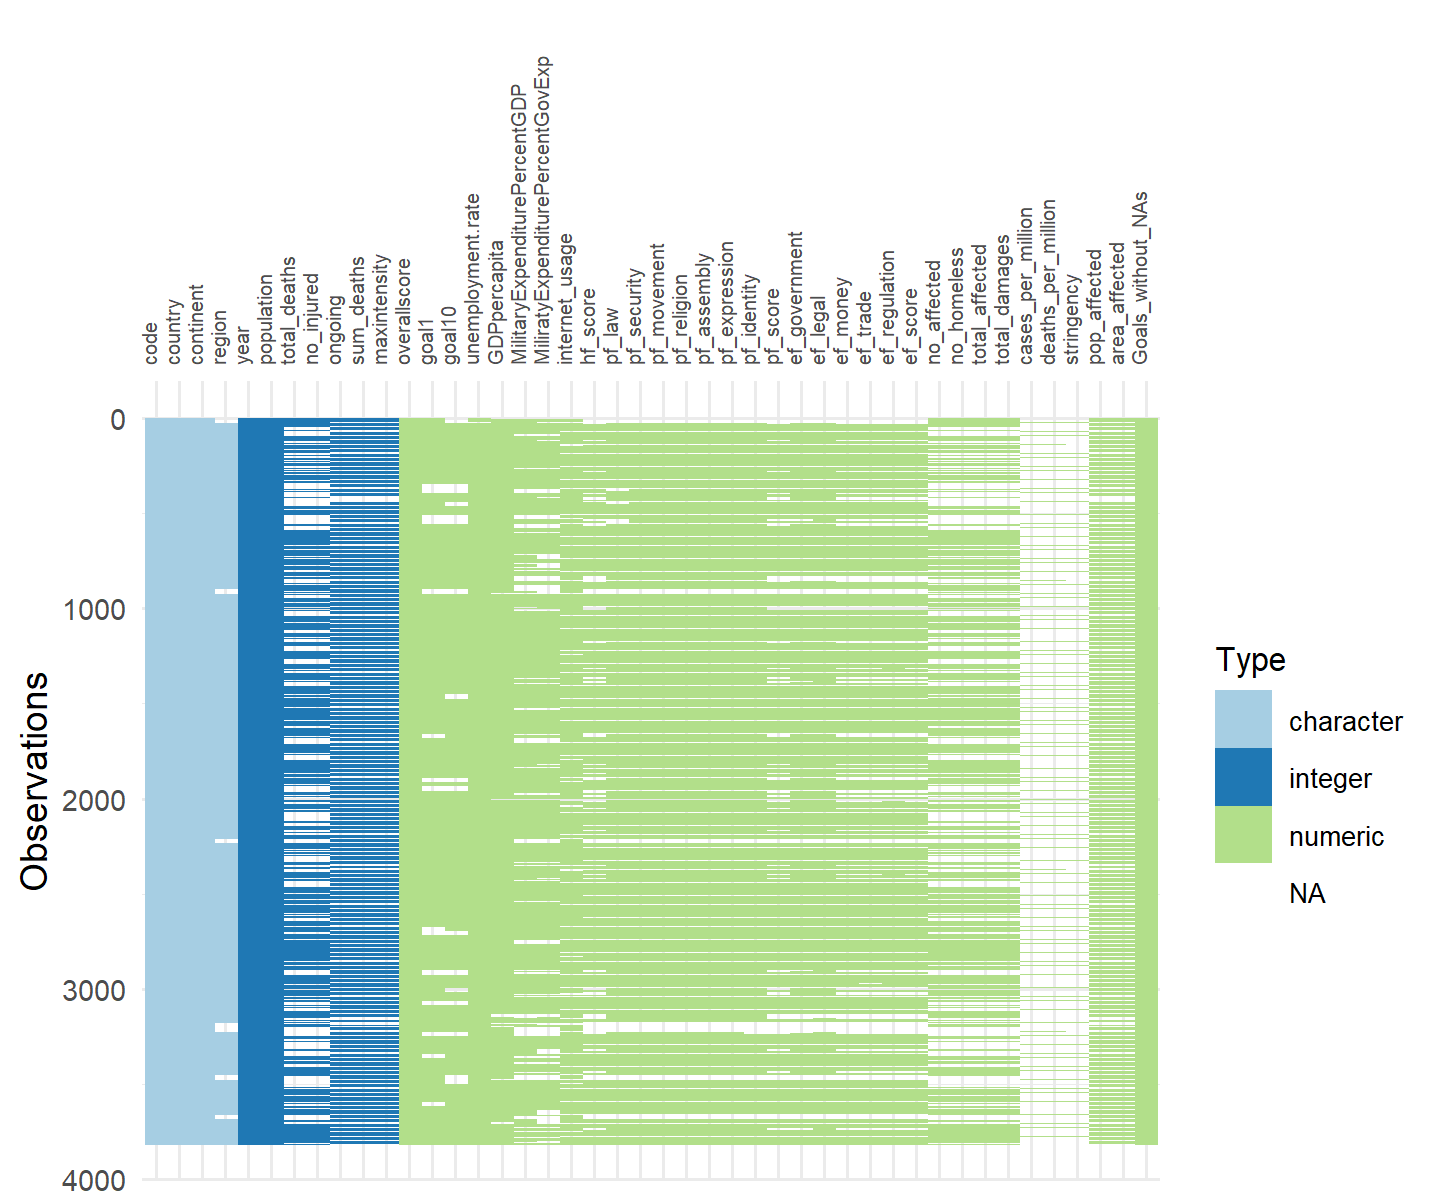 code
country
continent
region
year
population
total_deaths
no_injured
ongoing
sum_deaths
maxintensity
overallscore
goal1
goal10
unemployment.rate
GDPpercapita
MilitaryExpenditurePercentGDP
MiliratyExpenditurePercentGovExp
internet_usage
hf_score
pf_law
pf_security
pf_movement
pf_religion
pf_assembly
pf_expression
pf_identity
pf_score
ef_government
ef_legal
ef_money
ef_trade
ef_regulation
ef_score
no_affected
no_homeless
total_affected
total_damages
cases_per_million
deaths_per_million
stringency
pop_affected
area_affected
Goals_without_NAs
0
1000
2000
3000
4000
Observations
Type
character
integer
numeric
NA